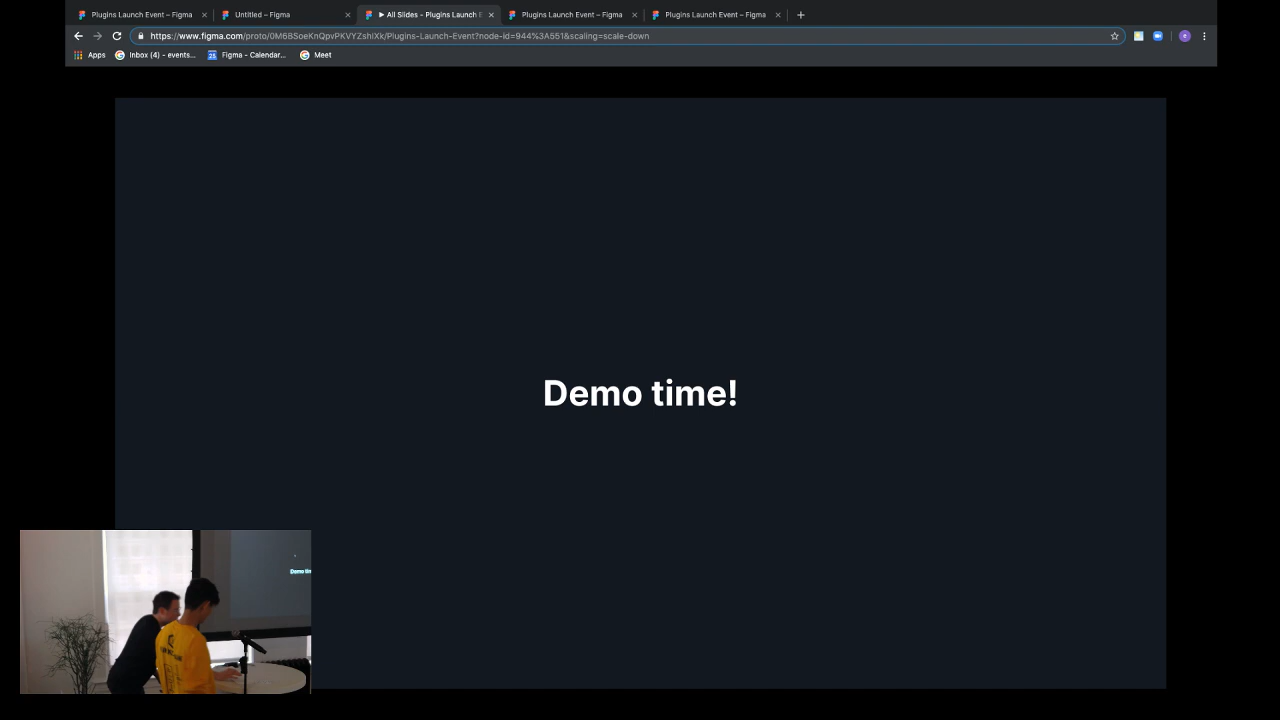 Plugins Launch Event – Figma
Untitled – Figma
▶ All Slides - Plugins Launch E
Plugins Launch Event – Figma
Plugins Launch Event – Figma
https://www.figma.com/proto/0M6BSoeKnQpvPKVYZshiXk/Plugins-Launch-Event?node-id=944%3A551&scaling=scale-down
Apps
Inbox (4) - events...
Figma - Calendar...
Meet
Demo time!